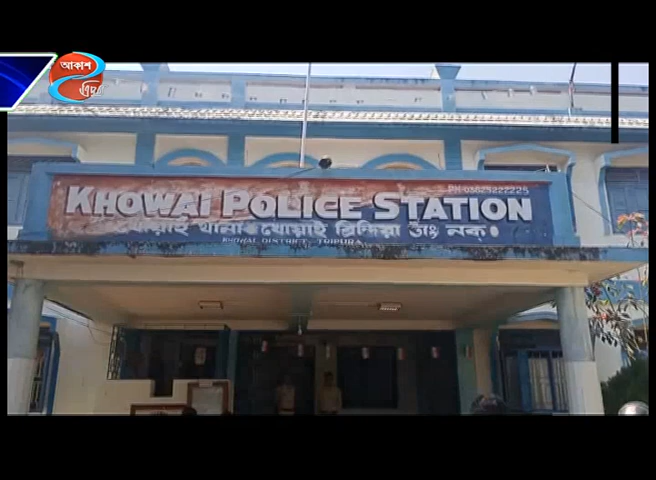 আকাশ
ত্রিপুরা
PH-03825222225
KHOWAI POLICE STATION
খোয়াই থানা খোয়াই ত্রিপুরা
KHOWAI DISTRICT TRIPURA